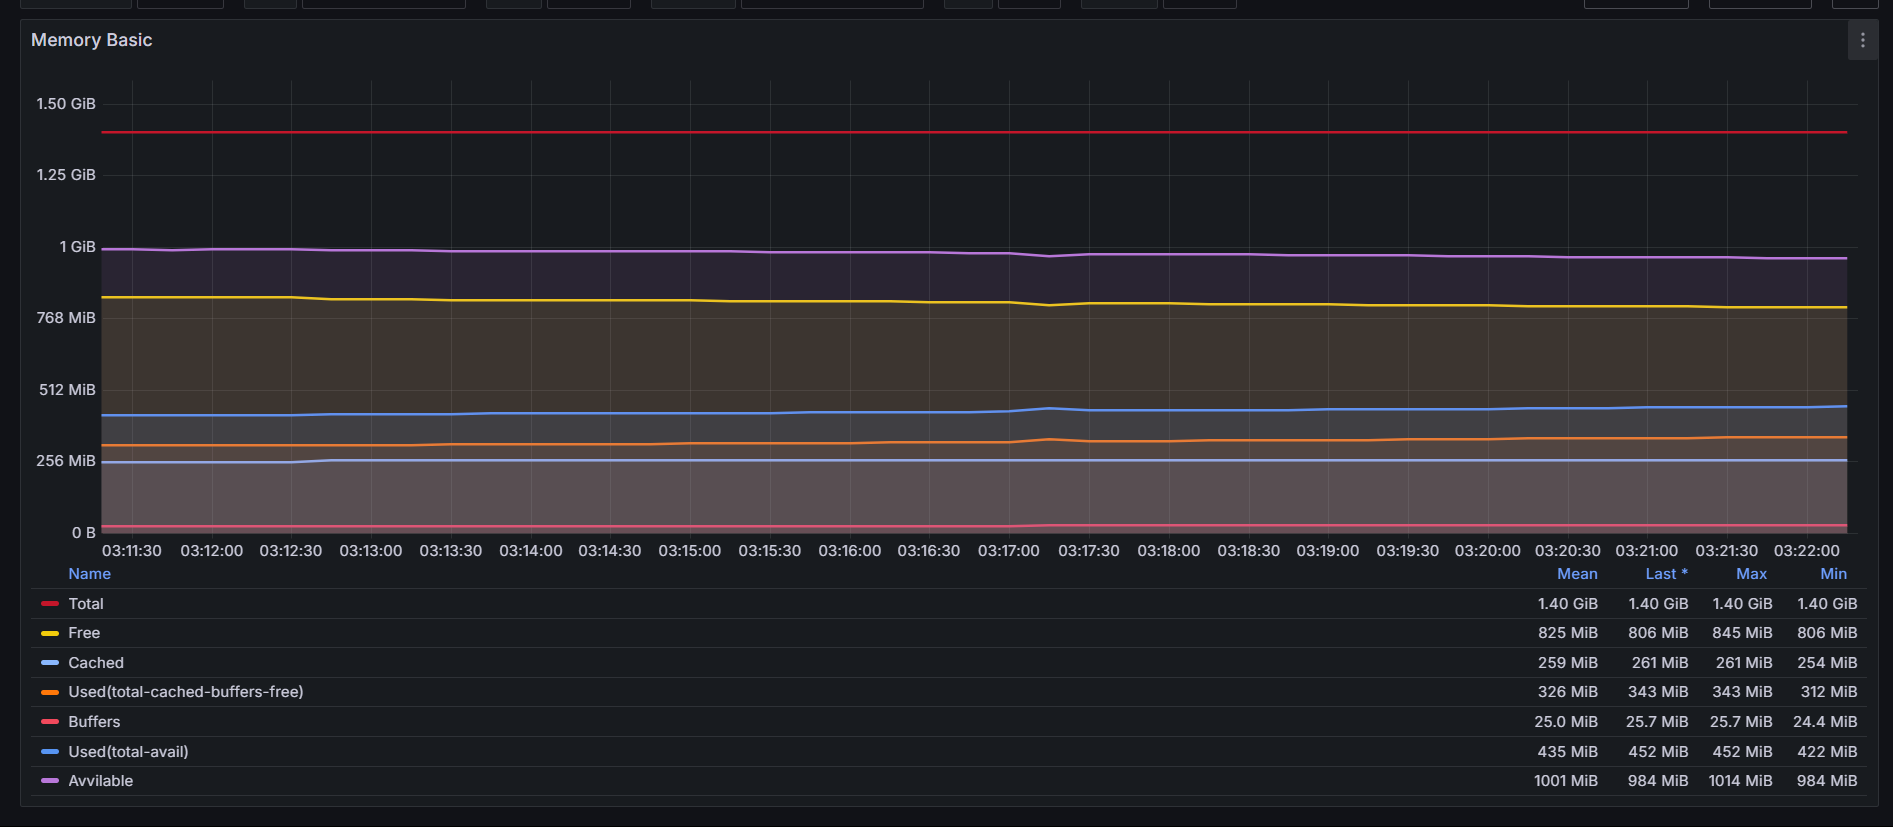 Memory Basic
1.50 GiB
1.25 GiB
1 GiB
768 MiB
512 MiB
256 MiB
0 B
03:11:30 03:12:00 03:12:30 03:13:00 03:13:30 03:14:00 03:14:30 03:15:00 03:15:30 03:16:00 03:16:30 03:17:00 03:17:30 03:18:00 03:18:30 03:19:00 03:19:30 03:20:00 03:20:30 03:21:00 03:21:30 03:22:00
Name Mean Last * Max Min
Total 1.40 GiB 1.40 GiB 1.40 GiB 1.40 GiB
Free 825 MiB 806 MiB 845 MiB 806 MiB
Cached 259 MiB 261 MiB 261 MiB 254 MiB
Used(total-cached-buffers-free) 326 MiB 343 MiB 343 MiB 312 MiB
Buffers 25.0 MiB 25.7 MiB 25.7 MiB 24.4 MiB
Used(total-avail) 435 MiB 452 MiB 452 MiB 422 MiB
Avvilable 1001 MiB 984 MiB 1014 MiB 984 MiB